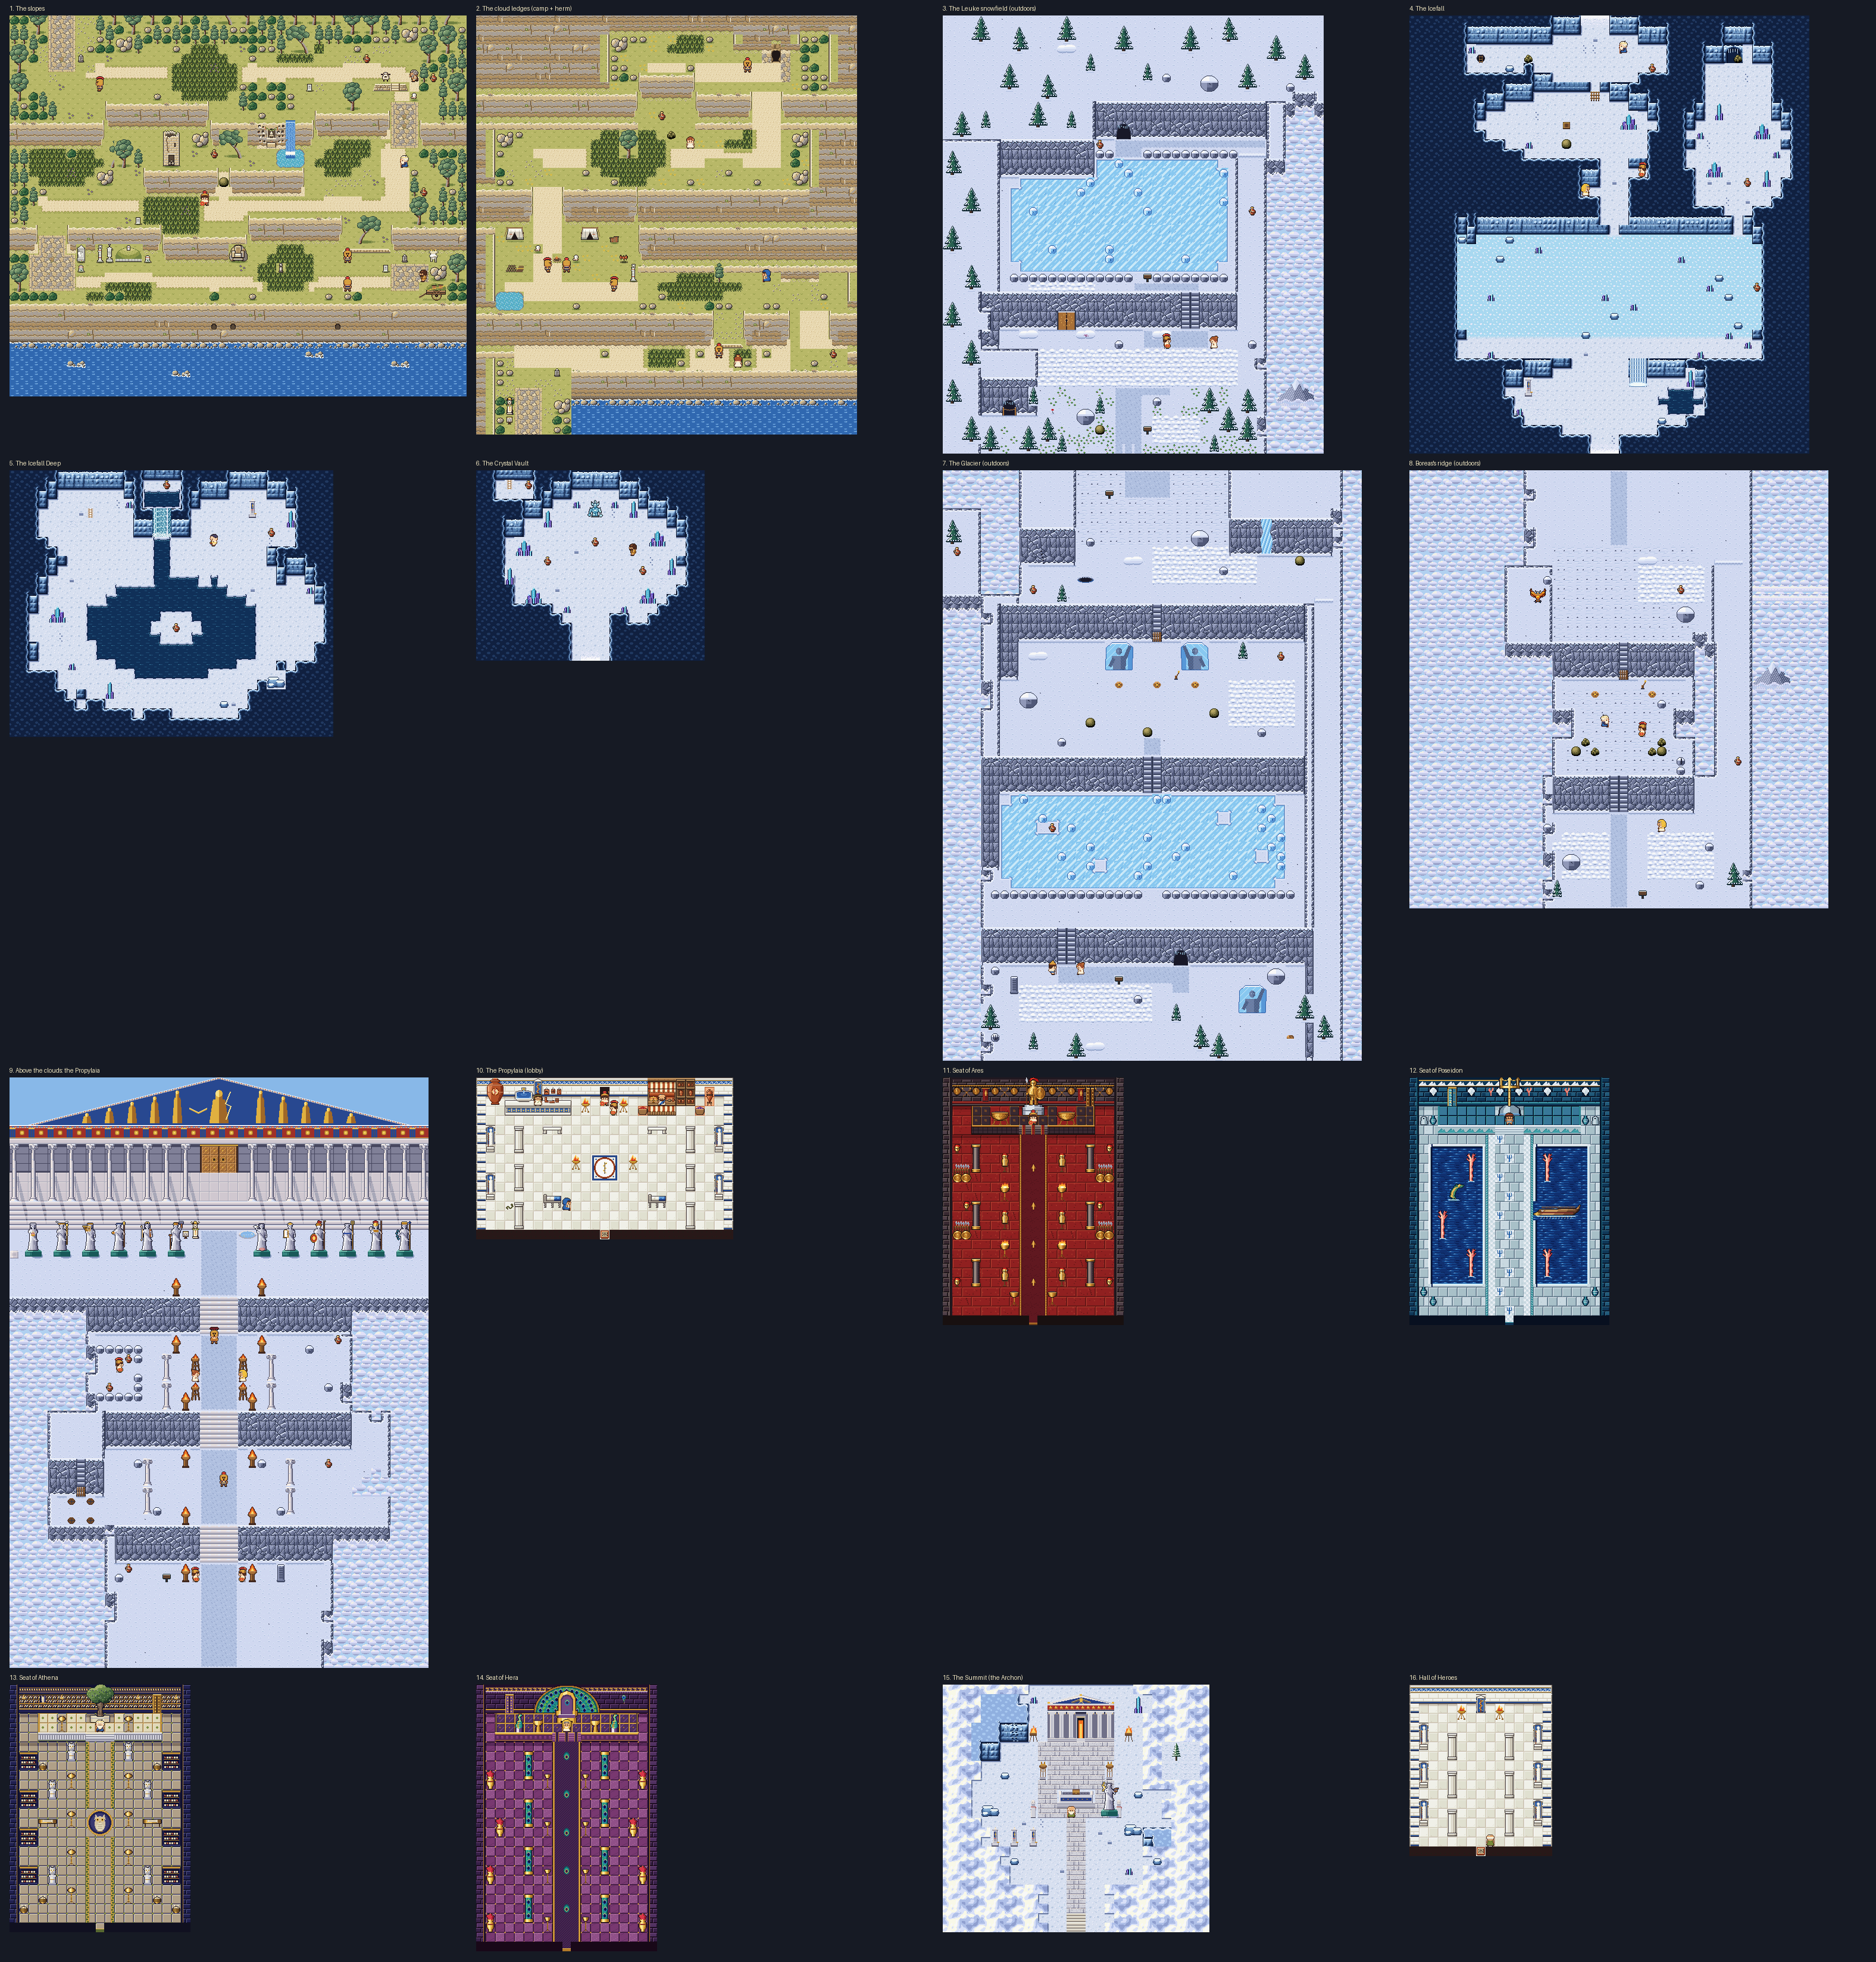 1. The slopes
2. The cloud ledges (camp + herm)
3. The Leuke snowfield (outdoors)
4. The Icefall
5. The Icefall Deep
6. The Crystal Vault
7. The Glacier (outdoors)
8. Boreas's ridge (outdoors)
9. Above the clouds: the Propylaia
10. The Propylaia (lobby)
11. Seat of Ares
12. Seat of Poseidon
13. Seat of Athena
14. Seat of Hera
15. The Summit (the Archon)
16. Hall of Heroes